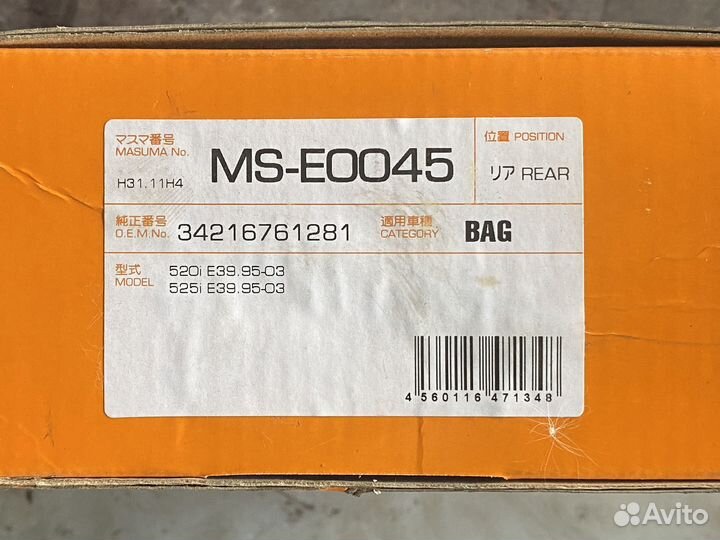 マスマ番号
MASUMA No.
MS-E0045
位置 POSITION
H31.11H4
リア REAR
純正番号
O.E.M.No. 34216761281
適用車種
CATEGORY
BAG
型式
MODEL
520i E39.95-03
525i E39.95-03
4 560116 471348
Avito